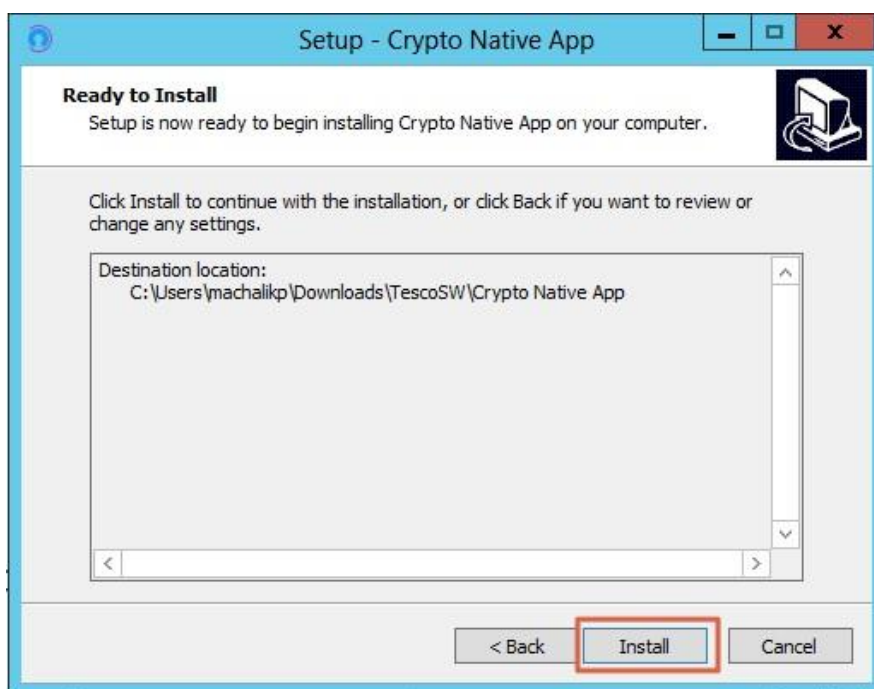 Setup - Crypto Native App
Ready to Install
Setup is now ready to begin installing Crypto Native App on your computer.
Click Install to continue with the installation, or click Back if you want to review or
change any settings.
Destination location:
C:\Users\machalikp\Downloads\TescoSW\Crypto Native App
< Back
Install
Cancel